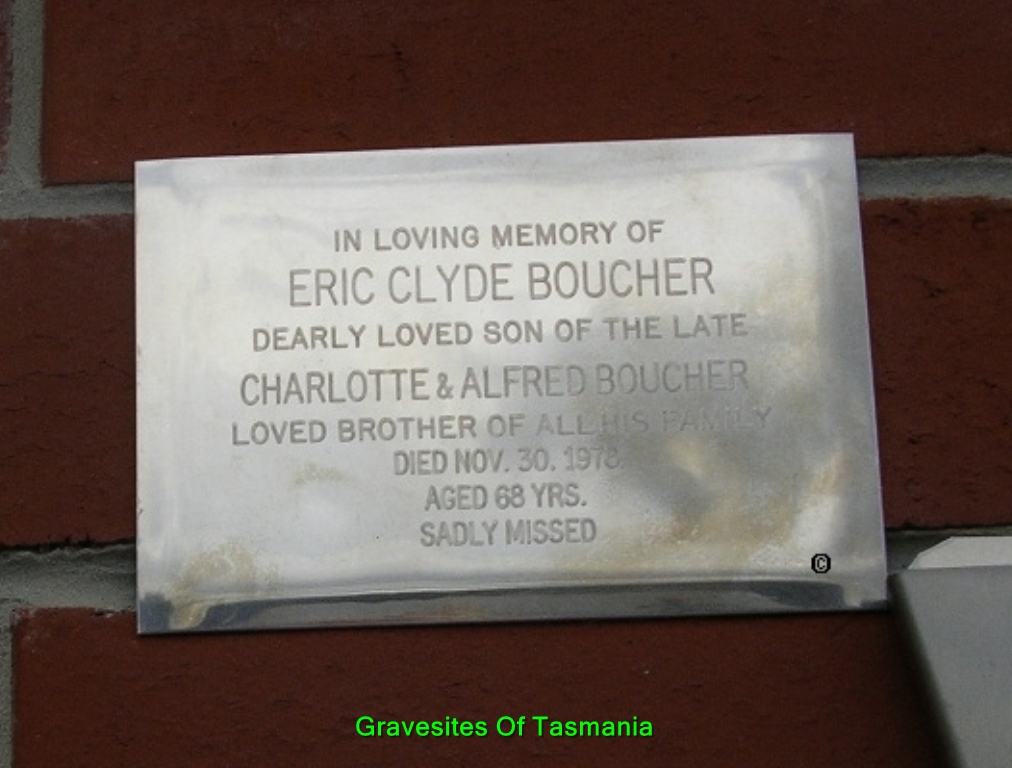 IN LOVING MEMORY OF
ERIC CLYDE BOUCHER
DEARLY LOVED SON OF THE LATE
CHARLOTTE & ALFRED BOUCHER
LOVED BROTHER OF ALL HIS FAMILY
DIED NOV. 30. 1978
AGED 68 YRS.
SADLY MISSED
©
Gravesites Of Tasmania